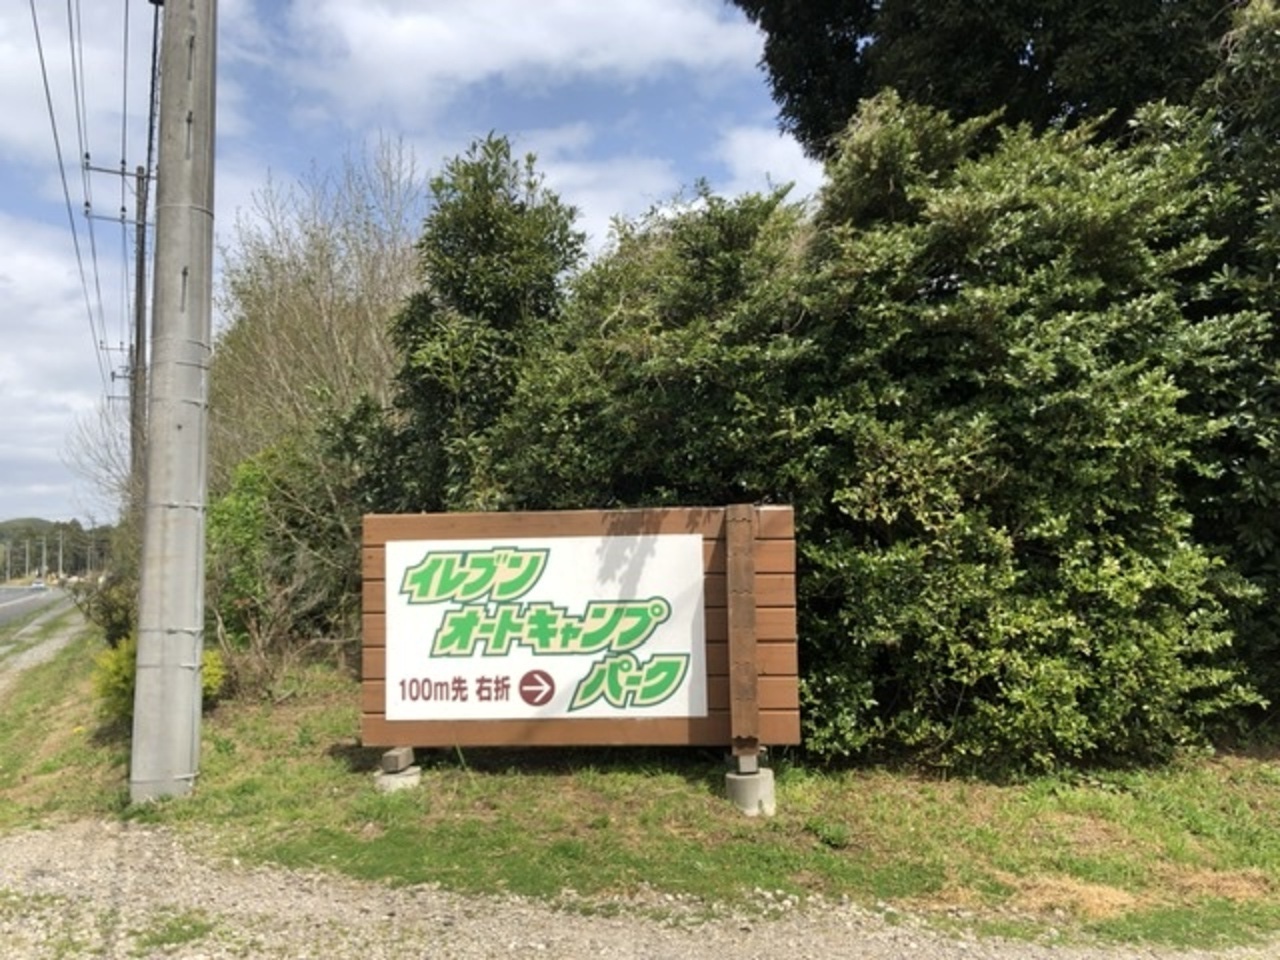 イレブン
オートキャンプ
パーク
100m先 右折